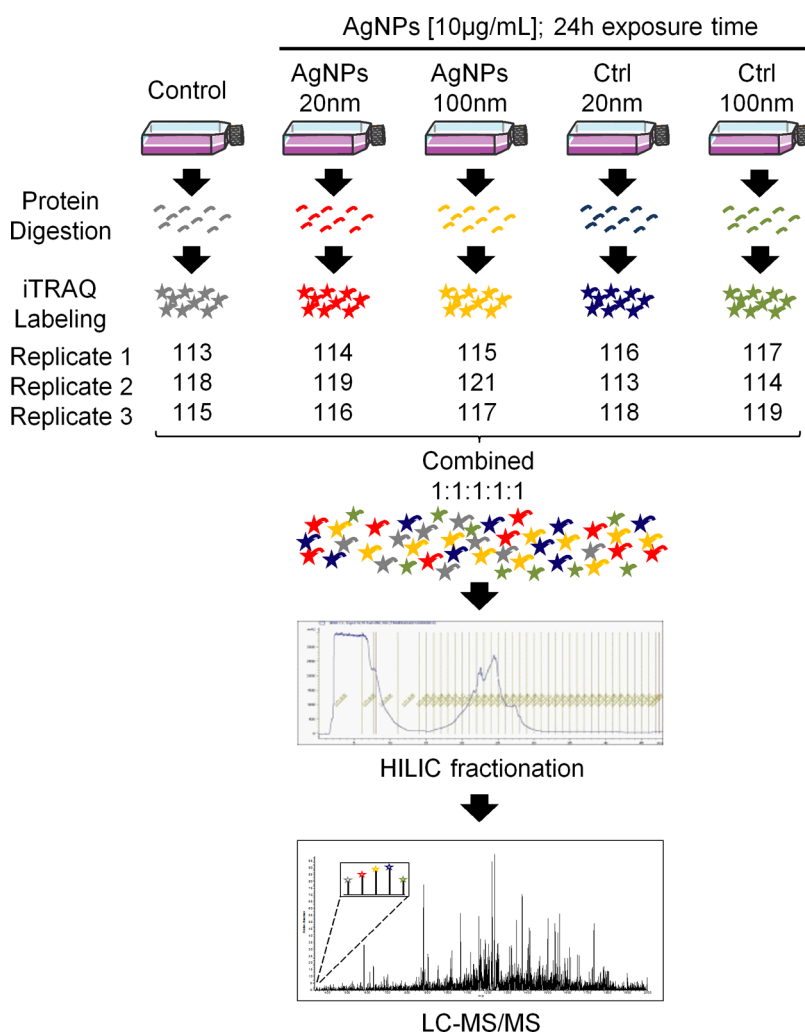 AgNPs [10µg/mL]; 24h exposure time
Control
AgNPs
20nm
AgNPs
100nm
Ctrl
20nm
Ctrl
100nm
Protein
Digestion
iTRAQ
Labeling
Replicate 1 113 114 115 116 117
Replicate 2 118 119 121 113 114
Replicate 3 115 116 117 118 119
Combined
1:1:1:1:1
HILIC fractionation
LC-MS/MS